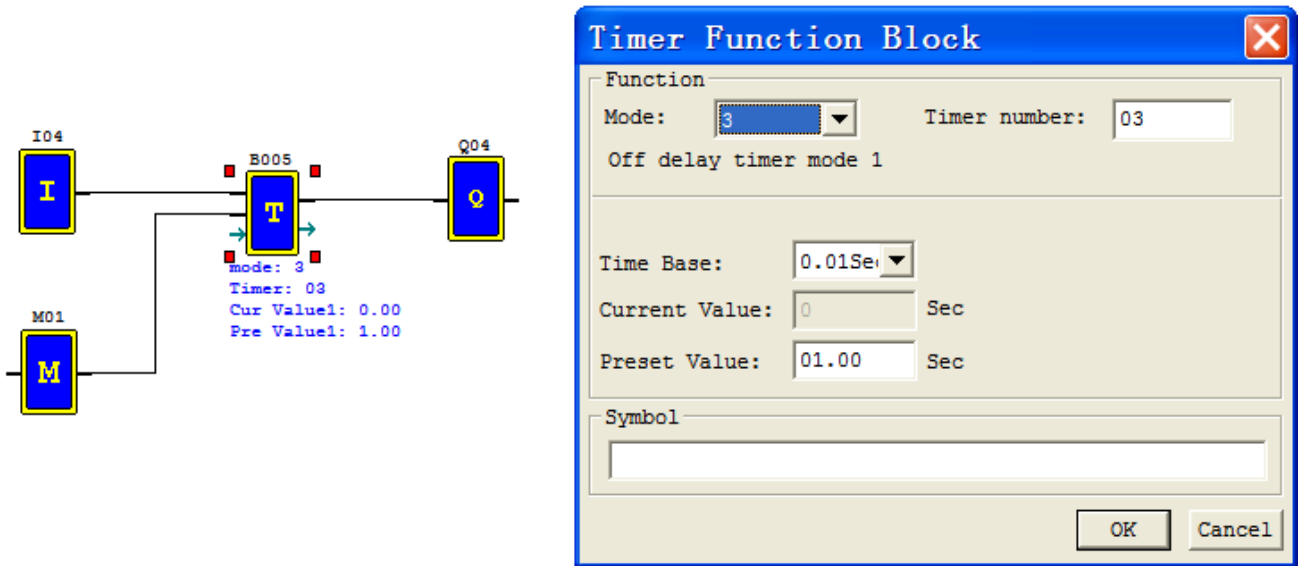 I04
I
B005
T
Q04
Q
mode: 3
Timer: 03
Cur Value1: 0.00
Pre Value1: 1.00
M01
M
Timer Function Block
Function
Mode: 3 Timer number: 03
Off delay timer mode 1
Time Base: 0.01Se
Current Value: 0 Sec
Preset Value: 01.00 Sec
Symbol
OK Cancel